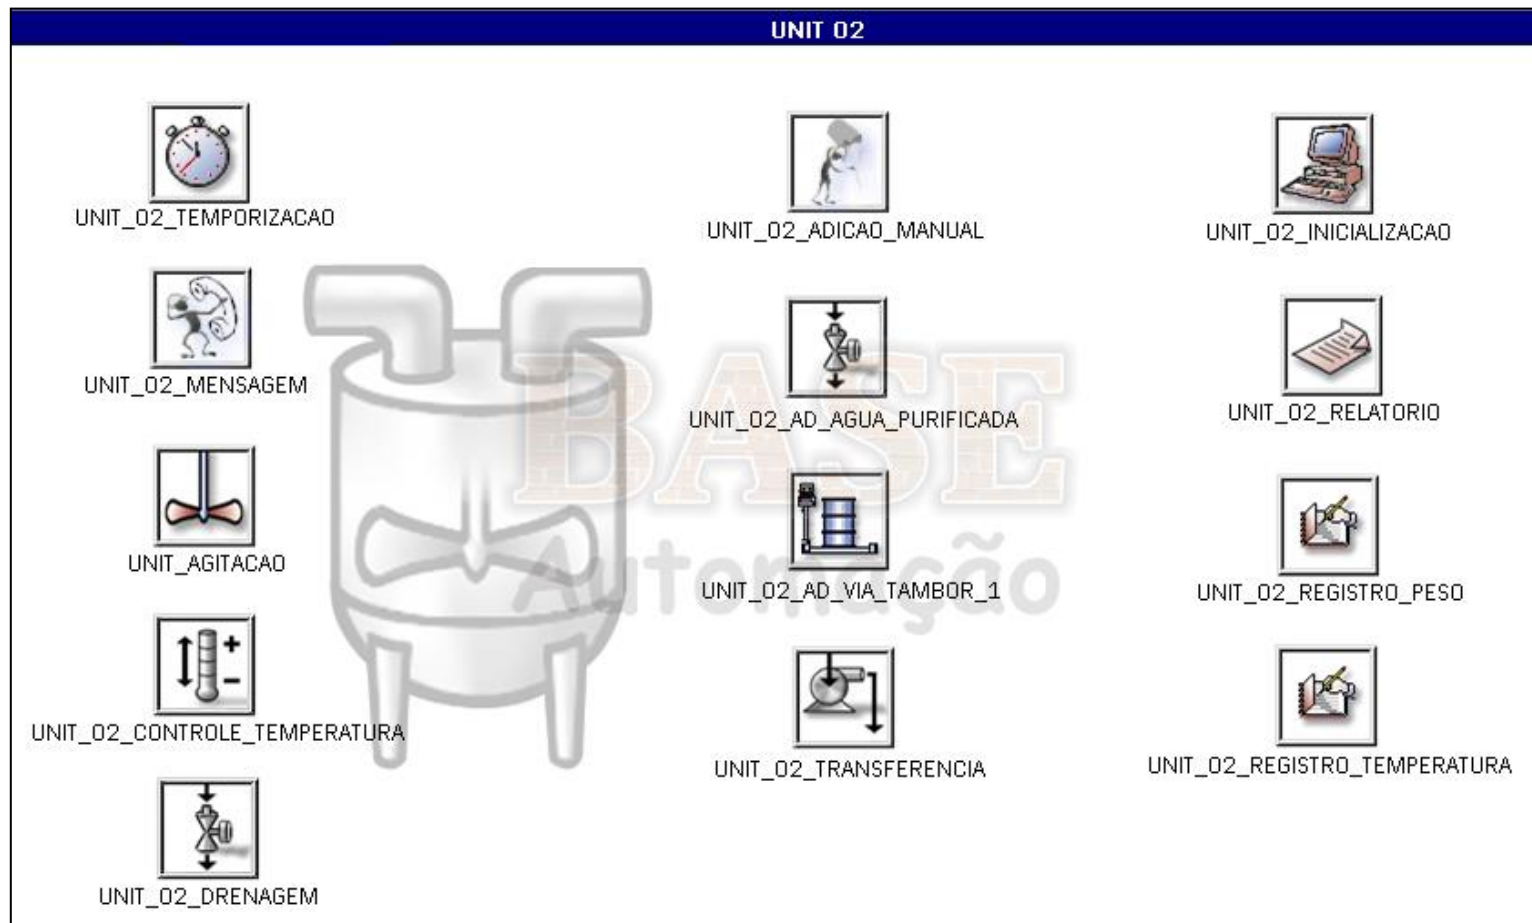 UNIT 02
UNIT_02_TEMPORIZACAO
UNIT_02_MENSAGEM
UNIT_AGITACAO
UNIT_02_CONTROLE_TEMPERATURA
UNIT_02_DRENAGEM
UNIT_02_ADICAO_MANUAL
UNIT_02_AD_AGUA_PURIFICADA
UNIT_02_AD_VIA_TAMBOR_1
UNIT_02_TRANSFERENCIA
UNIT_02_INICIALIZACAO
UNIT_02_RELATORIO
UNIT_02_REGISTRO_PESO
UNIT_02_REGISTRO_TEMPERATURA
BASE
Automação